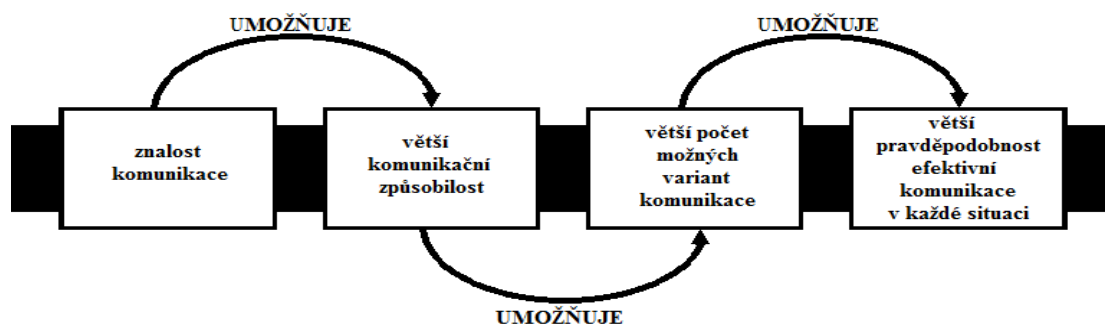 UMOŽŇUJE
UMOŽŇUJE
znalost
komunikace
větší
komunikační
způsobilost
větší počet
možných
variant
komunikace
větší
pravděpodobnost
efektivní
komunikace
v každé situaci
UMOŽŇUJE